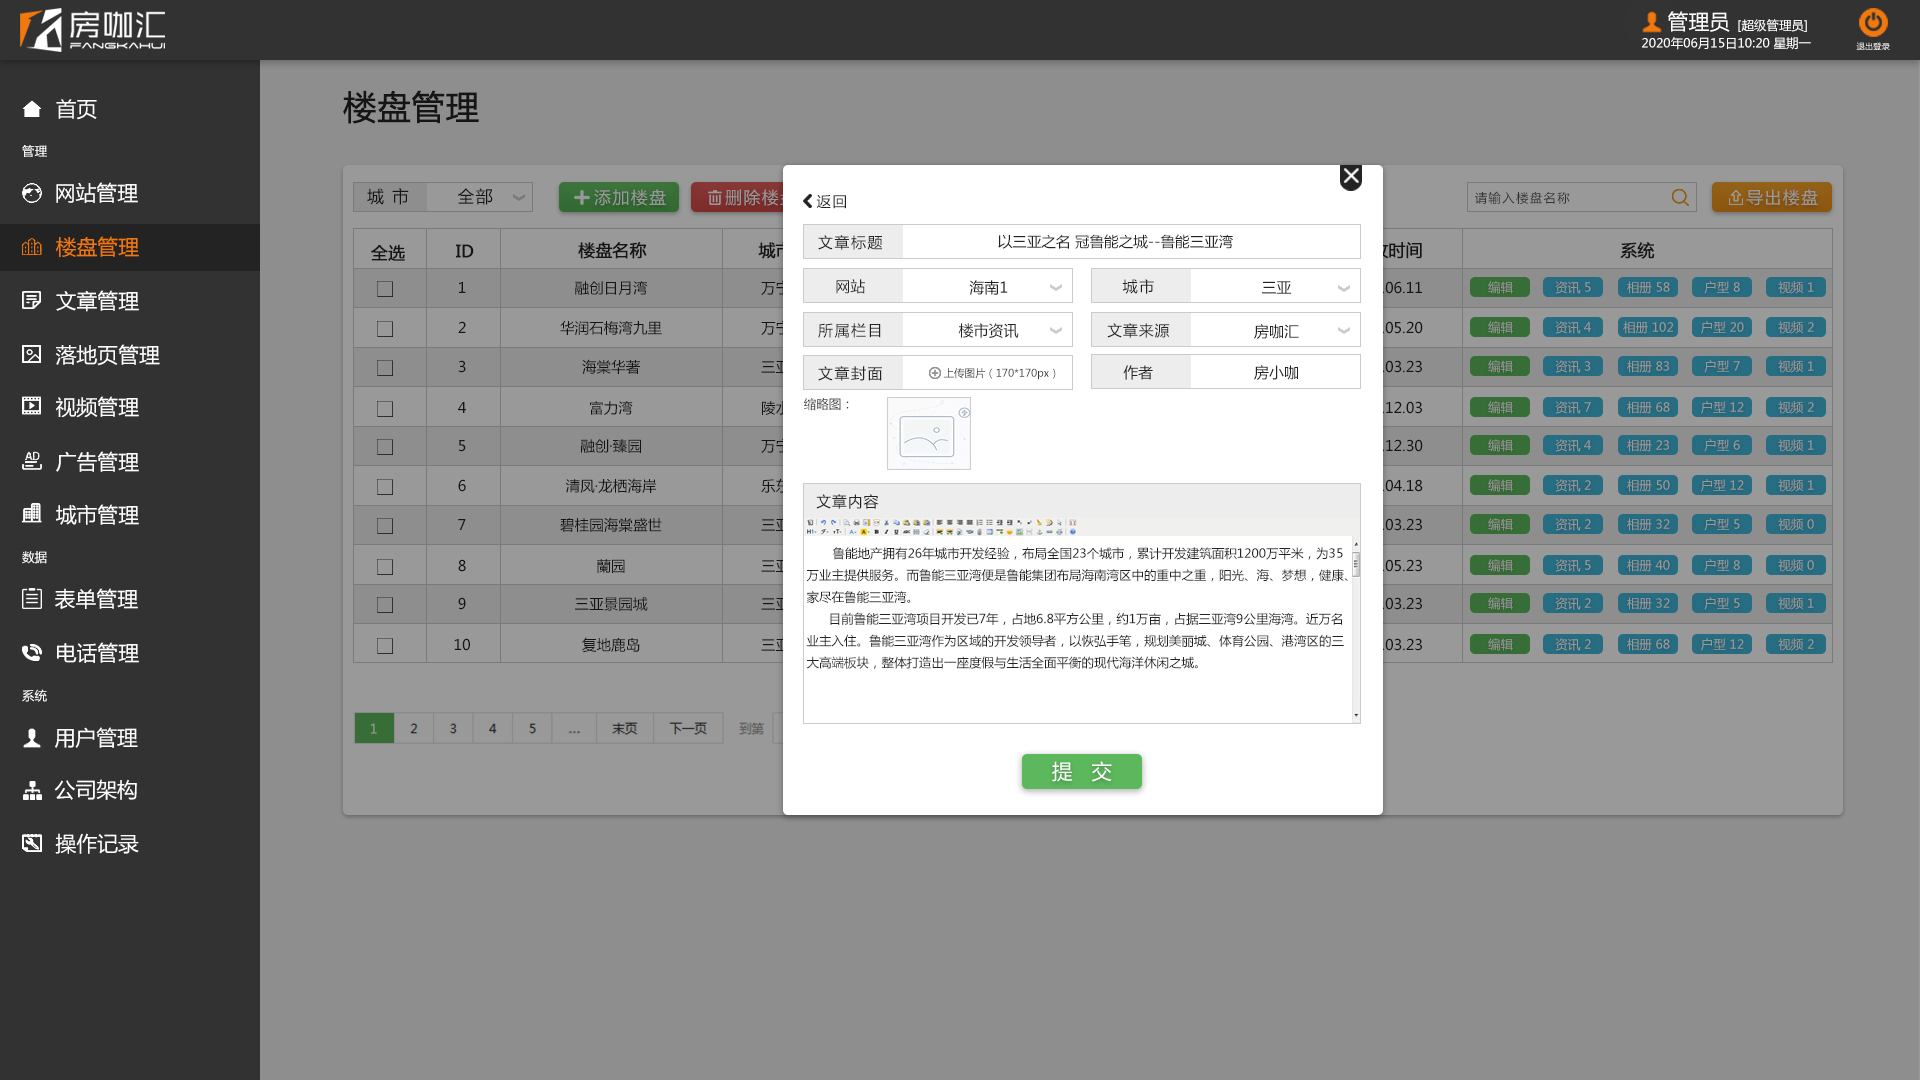 房咖汇
FANGKAHUI
管理员 [超级管理员]
2020年06月15日10:20 星期一
退出登录
首页
管理
网站管理
楼盘管理
文章管理
落地页管理
视频管理
广告管理
城市管理
数据
表单管理
电话管理
系统
用户管理
公司架构
操作记录
楼盘管理
城 市 全部 添加楼盘 删除楼 请输入楼盘名称 导出楼盘
全选 ID 楼盘名称 城 时间 系统
1 融创日月湾 万宁 .06.11 编辑 资讯 5 相册 58 户型 8 视频 1
2 华润石梅湾九里 万宁 .05.20 编辑 资讯 4 相册 102 户型 20 视频 2
3 海棠华著 三亚 .03.23 编辑 资讯 3 相册 83 户型 7 视频 1
4 富力湾 陵水 12.03 编辑 资讯 7 相册 68 户型 12 视频 2
5 融创·臻园 万宁 12.30 编辑 资讯 4 相册 23 户型 6 视频 1
6 清凤·龙栖海岸 乐东 .04.18 编辑 资讯 2 相册 50 户型 12 视频 1
7 碧桂园海棠盛世 三亚 .03.23 编辑 资讯 2 相册 32 户型 5 视频 0
8 蘭园 三亚 .05.23 编辑 资讯 5 相册 40 户型 8 视频 0
9 三亚景园城 三亚 .03.23 编辑 资讯 2 相册 32 户型 5 视频 1
10 复地鹿岛 三亚 .03.23 编辑 资讯 2 相册 68 户型 12 视频 2
1 2 3 4 5 ... 末页 下一页 到第
返回
文章标题 以三亚之名 冠鲁能之城--鲁能三亚湾
网站 海南1 城市 三亚
所属栏目 楼市资讯 文章来源 房咖汇
文章封面 上传图片（170*170px） 作者 房小咖
缩略图：
文章内容
鲁能地产拥有26年城市开发经验，布局全国23个城市，累计开发建筑面积1200万平米，为35
万业主提供服务。而鲁能三亚湾便是鲁能集团布局海南湾区中的重中之重，阳光、海、梦想，健康、
家尽在鲁能三亚湾。
目前鲁能三亚湾项目开发已7年，占地6.8平方公里，约1万亩，占据三亚湾9公里海湾。近万名
业主入住。鲁能三亚湾作为区域的开发领导者，以恢弘手笔，规划美丽城、体育公园、港湾区的三
大高端板块，整体打造出一座度假与生活全面平衡的现代海洋休闲之城。
提 交